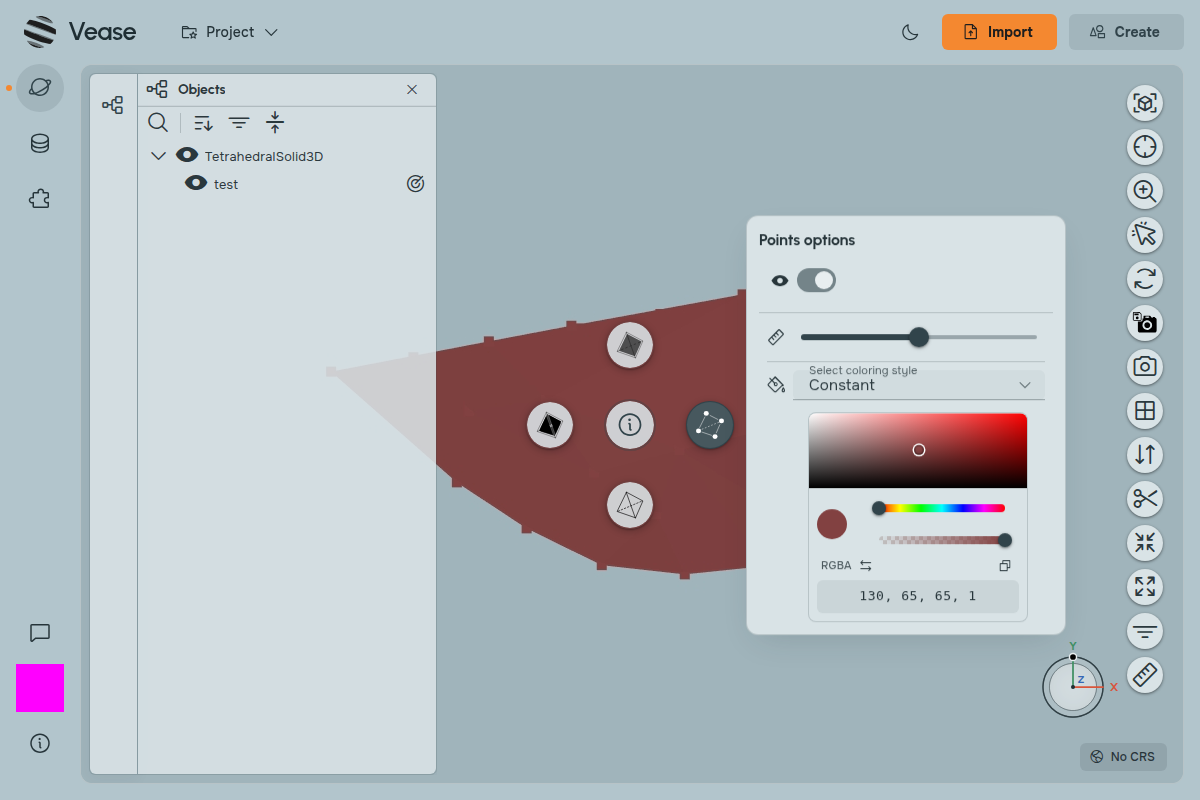 Vease
Project
Import
Create
Objects
TetrahedralSolid3D
test
Points options
Select coloring style
Constant
RGBA
130, 65, 65, 1
Y
Z
X
No CRS